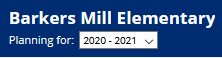 Barkers Mill Elementary
Planning for: 2020 - 2021